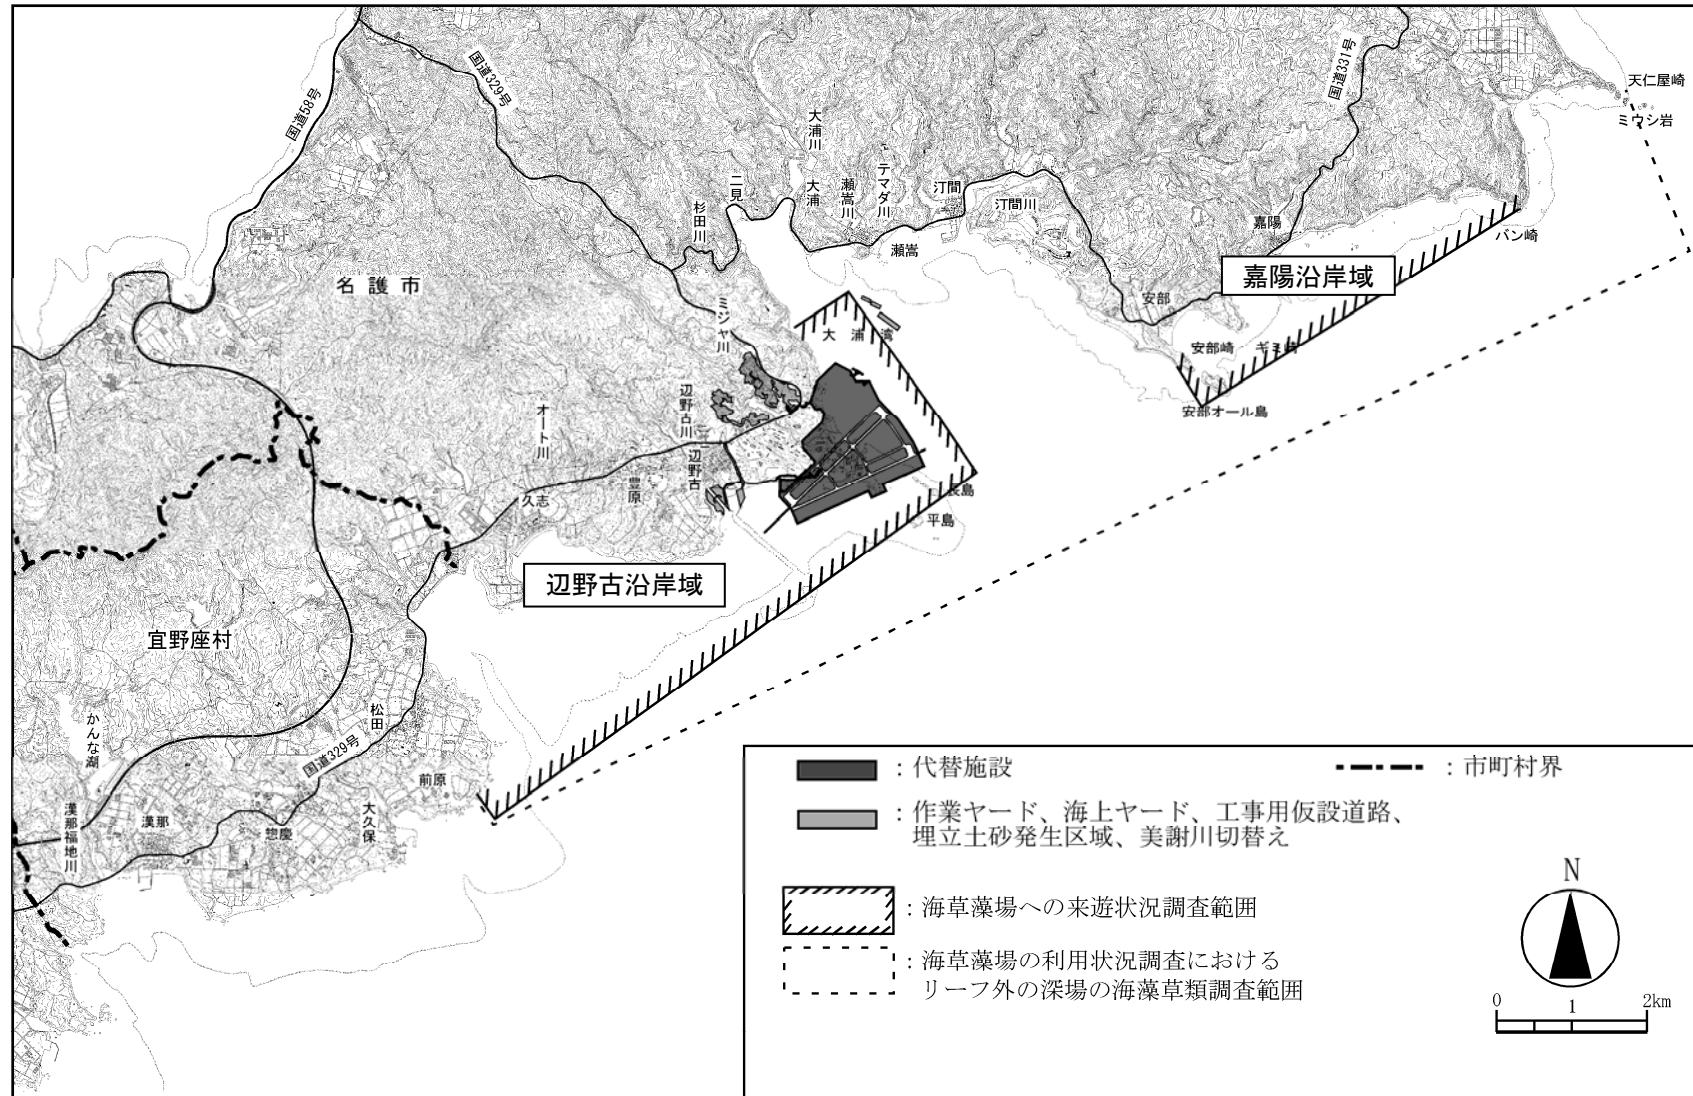 天仁屋崎
ミウシ岩
国道331号
国道329号
国道58号
大浦川
テマダ川
瀬嵩川
大浦
二見
杉田川
汀間
汀間川
瀬嵩
嘉陽
バン崎
嘉陽沿岸域
名護市
安部
ミジャ川
大浦湾
安部崎
ギミ崎
安部オール島
辺野古川
オート川
辺野古
豊原
久志
長島
平島
辺野古沿岸域
宜野座村
かんな湖
松田
国道329号
前原
大久保
漢那福地川
漢那
惣慶
：代替施設
：市町村界
：作業ヤード、海上ヤード、工事用仮設道路、
埋立土砂発生区域、美謝川切替え
：海草藻場への来遊状況調査範囲
：海草藻場の利用状況調査における
リーフ外の深場の海藻草類調査範囲
N
0 1 2km